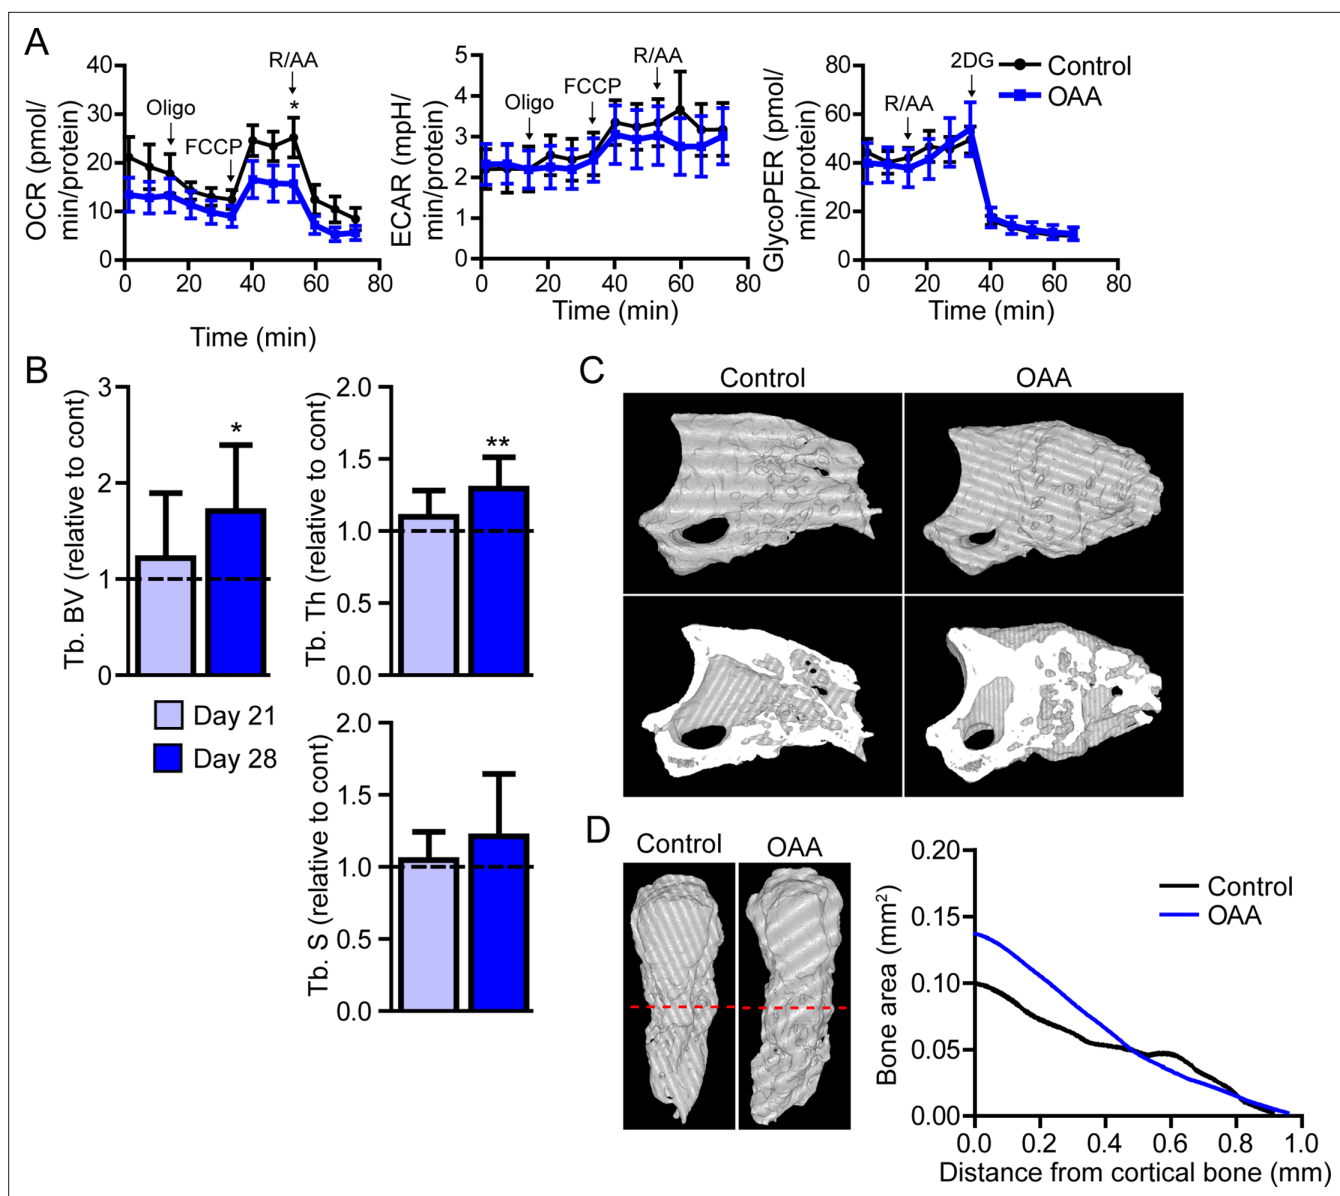 A
OCR (pmol/
min/protein)
40
30
20
10
0
Oligo
FCCP
R/AA
*
0 20 40 60 80
Time (min)
ECAR (mpH/
min/protein)
5
4
3
2
1
0
Oligo
FCCP
R/AA
0 20 40 60 80
Time (min)
GlycoPER (pmol/
min/protein)
80
60
40
20
0
R/AA
2DG
0 20 40 60 80
Time (min)
Control
OAA
B
Tb. BV (relative to cont)
3
2
1
0
*
Tb. Th (relative to cont)
2.0
1.5
1.0
0.5
0.0
**
Day 21
Day 28
Tb. S (relative to cont)
2.0
1.5
1.0
0.5
0.0
C
Control OAA
D
Control OAA
Bone area (mm²)
0.20
0.15
0.10
0.05
0.00
Control
OAA
0.0 0.2 0.4 0.6 0.8 1.0
Distance from cortical bone (mm)